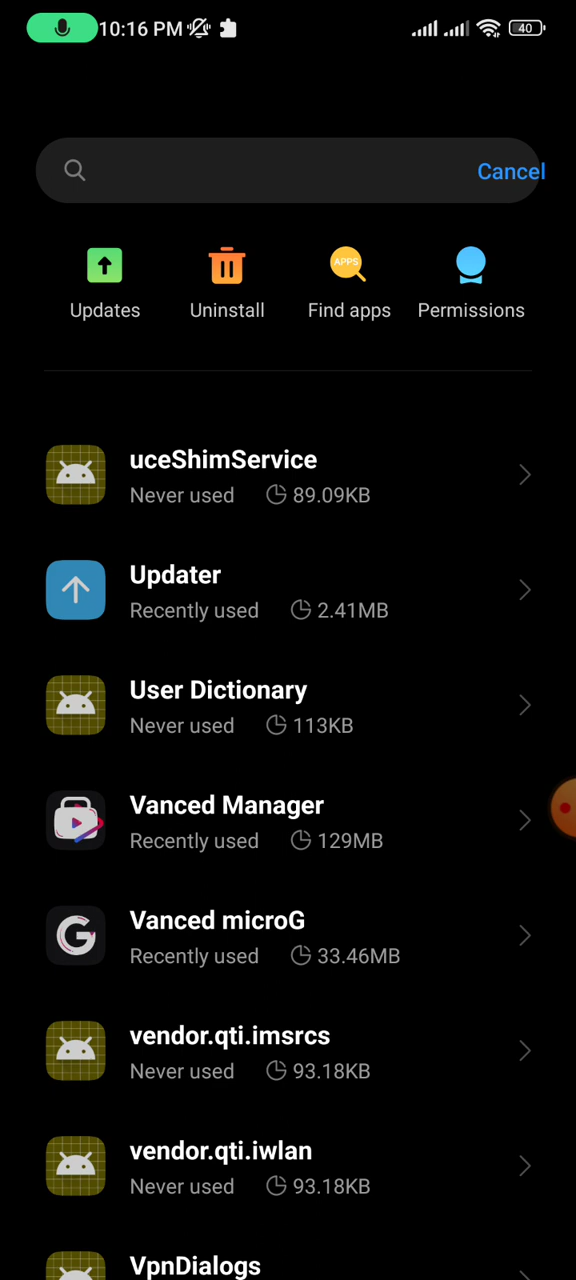 10:16 PM
40
Cancel
APPS
Updates Uninstall Find apps Permissions
uceShimService
Never used 89.09KB
Updater
Recently used 2.41MB
User Dictionary
Never used 113KB
Vanced Manager
Recently used 129MB
Vanced microG
Recently used 33.46MB
vendor.qti.imsrcs
Never used 93.18KB
vendor.qti.iwlan
Never used 93.18KB
VpnDialogs